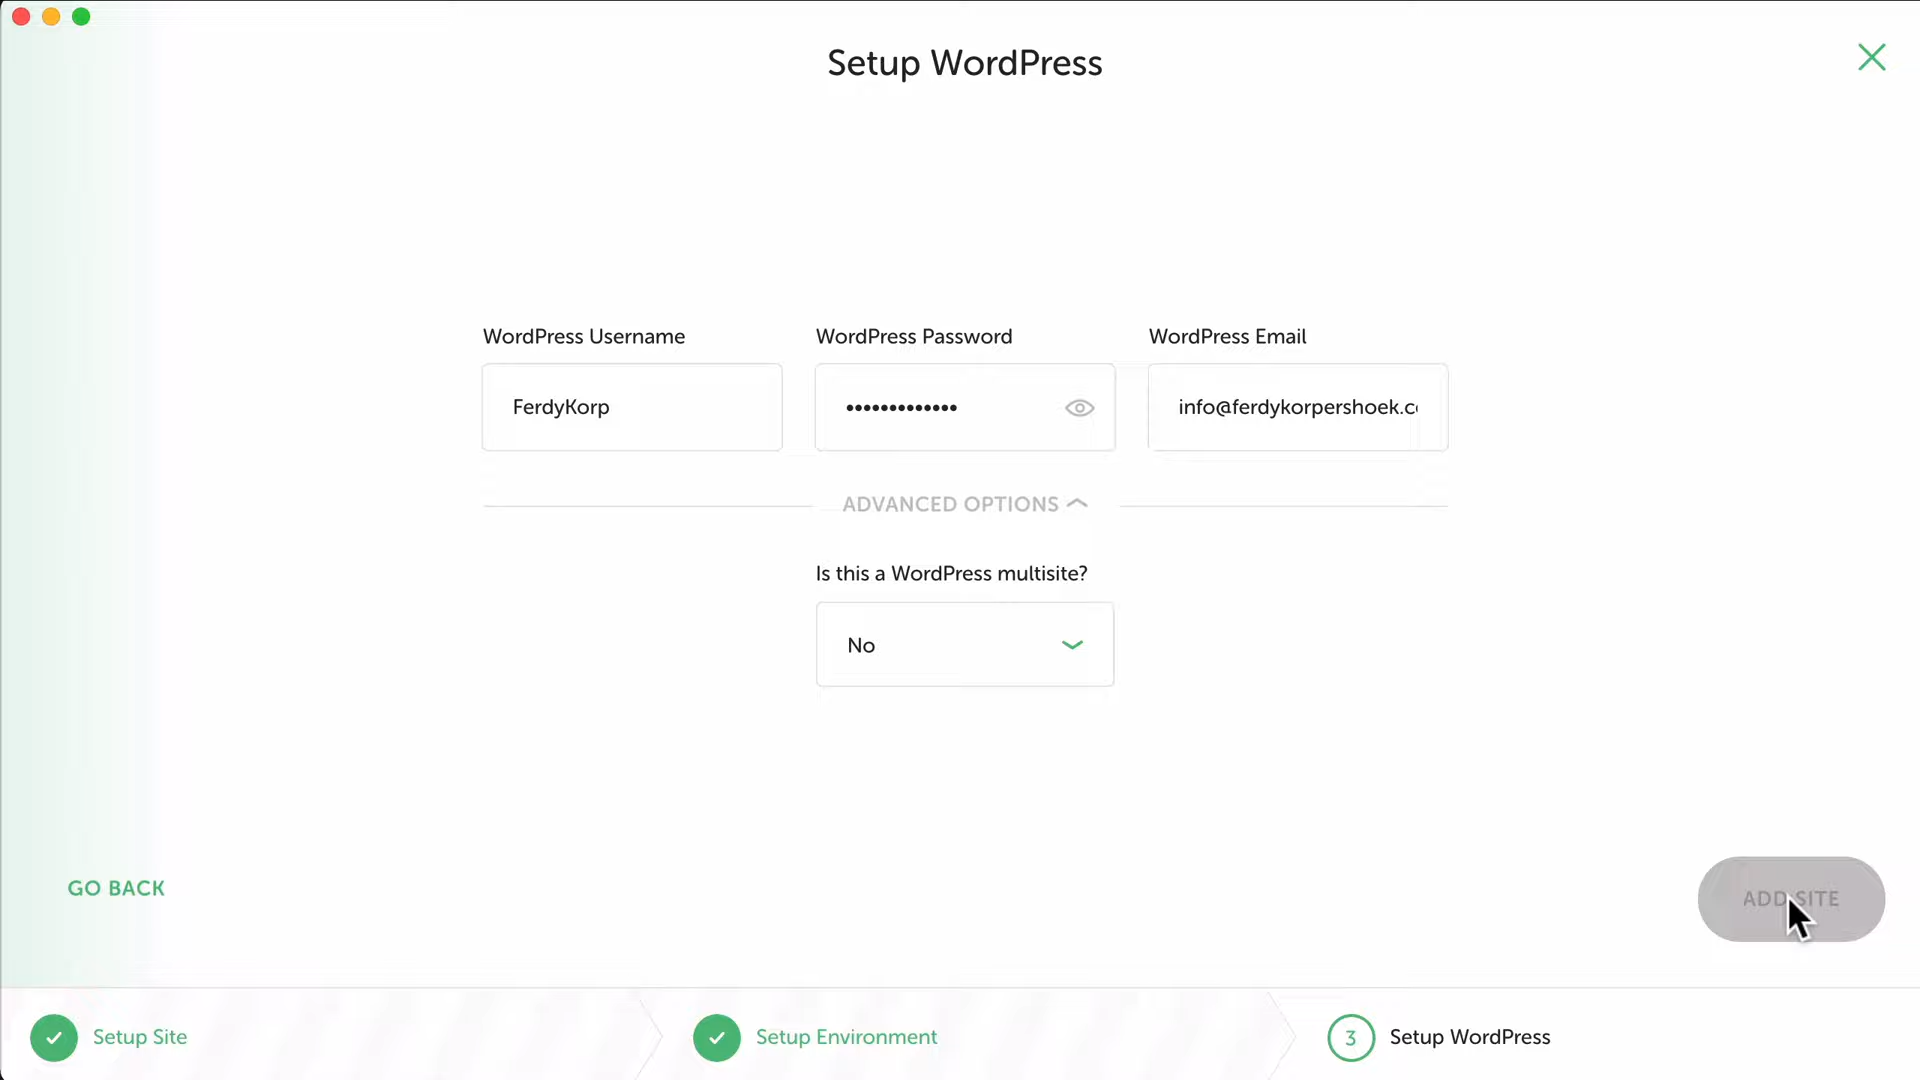 Setup WordPress
WordPress Username
WordPress Password
WordPress Email
FerdyKorp
•••••••••••••
info@ferdykorpershoek.c
ADVANCED OPTIONS
Is this a WordPress multisite?
No
GO BACK
ADD SITE
Setup Site
Setup Environment
3 Setup WordPress